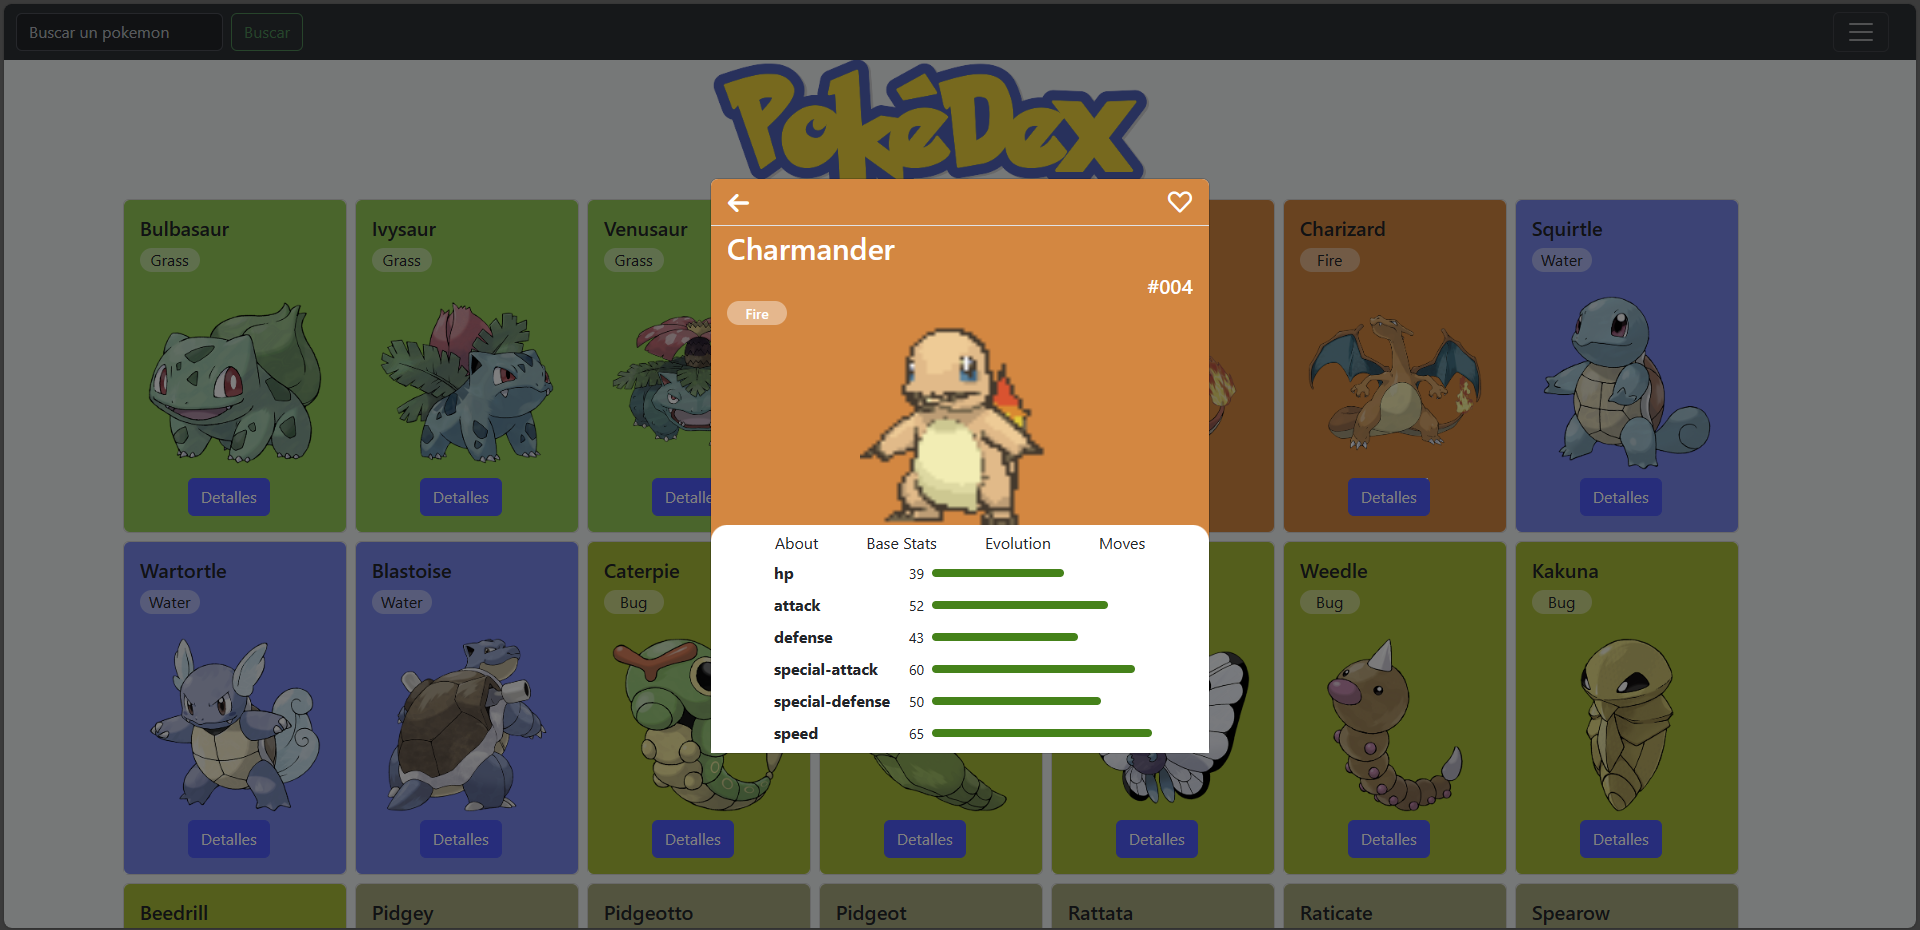 Buscar un pokemon
Buscar
PokéDex
Charmander
#004
Fire
About Base Stats Evolution Moves
hp 39
attack 52
defense 43
special-attack 60
special-defense 50
speed 65
Bulbasaur
Grass
Detalles
Ivysaur
Grass
Detalles
Venusaur
Grass
Charizard
Fire
Detalles
Squirtle
Water
Detalles
Wartortle
Water
Detalles
Blastoise
Water
Detalles
Caterpie
Bug
Detalles
Detalles
Detalles
Weedle
Bug
Detalles
Kakuna
Bug
Detalles
Beedrill
Pidgey
Pidgeotto
Pidgeot
Rattata
Raticate
Spearow